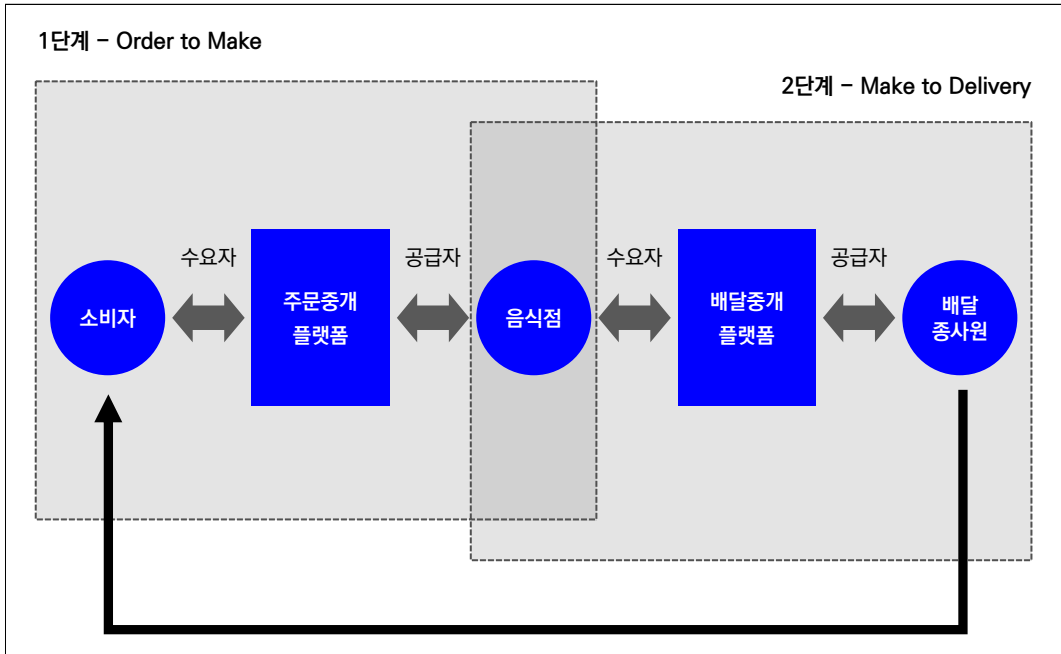 1단계 - Order to Make
2단계 - Make to Delivery
수요자
공급자
수요자
공급자
소비자
주문중개
플랫폼
음식점
배달중개
플랫폼
배달
종사원